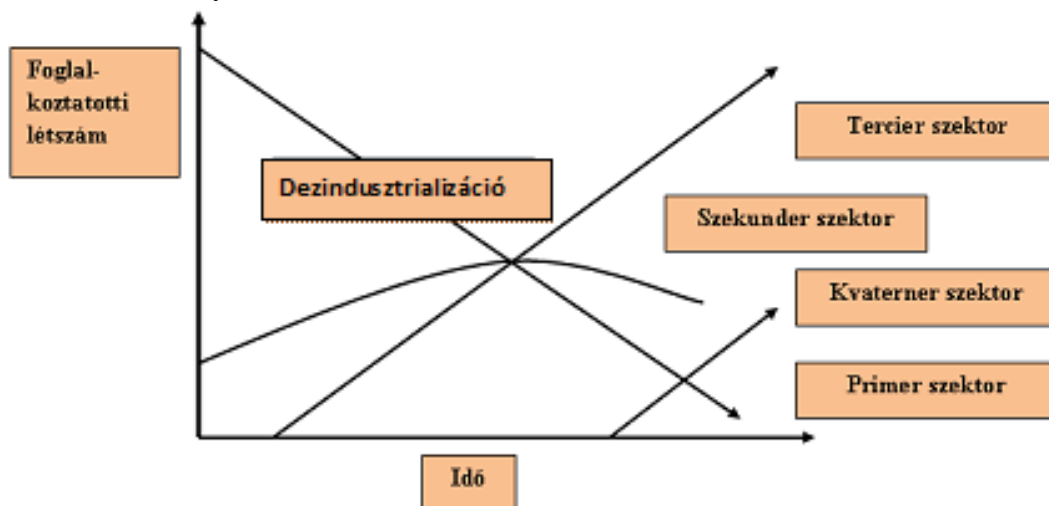 Foglal-
koztatotti
létszám
Tercier szektor
Dezindusztrializáció
Szekunder szektor
Kvaterner szektor
Primer szektor
Idő